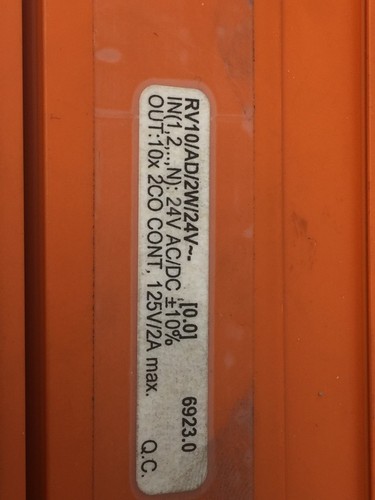 RV10/AD/2W/24V~- [0.0] 6923.0
IN(1,2,..,N): 24V AC/DC ±10%
OUT:10x 2CO CONT, 125V/2A max. Q.C.